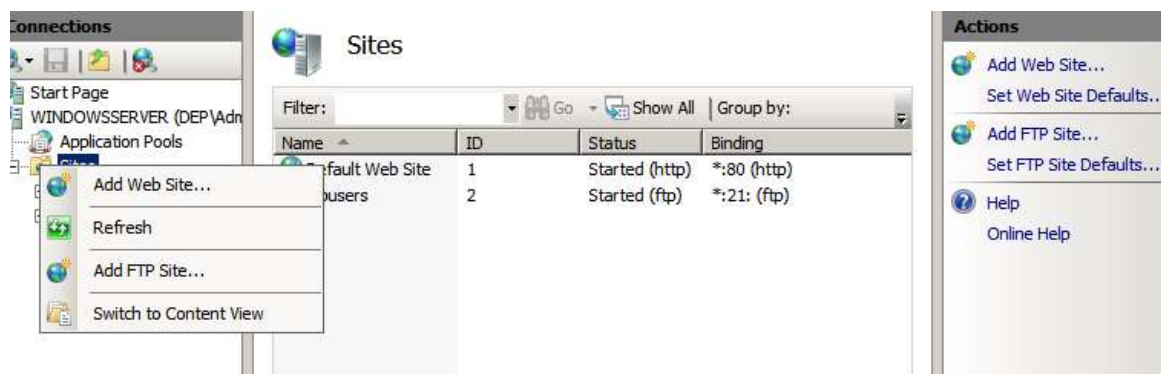 Connections
Start Page
WINDOWSSERVER (DEP\Adn
Application Pools
Sites
Add Web Site...
Refresh
Add FTP Site...
Switch to Content View
Sites
Filter: Go Show All Group by:
Name ID Status Binding
Default Web Site 1 Started (http) *:80 (http)
2 Started (ftp) *:21: (ftp)
Actions
Add Web Site...
Set Web Site Defaults...
Add FTP Site...
Set FTP Site Defaults...
Help
Online Help